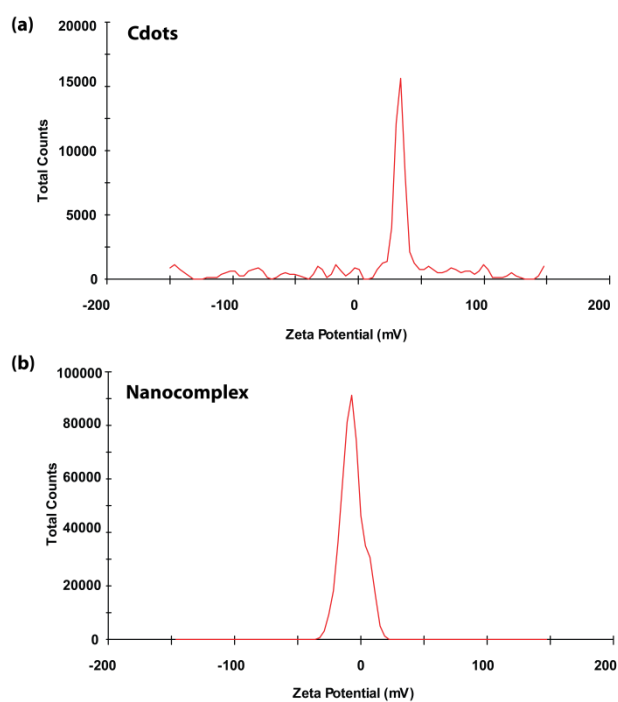 (a)
Cdots
20000
15000
10000
5000
0
Total Counts
-200 -100 0 100 200
Zeta Potential (mV)
(b)
Nanocomplex
100000
80000
60000
40000
20000
0
Total Counts
-200 -100 0 100 200
Zeta Potential (mV)